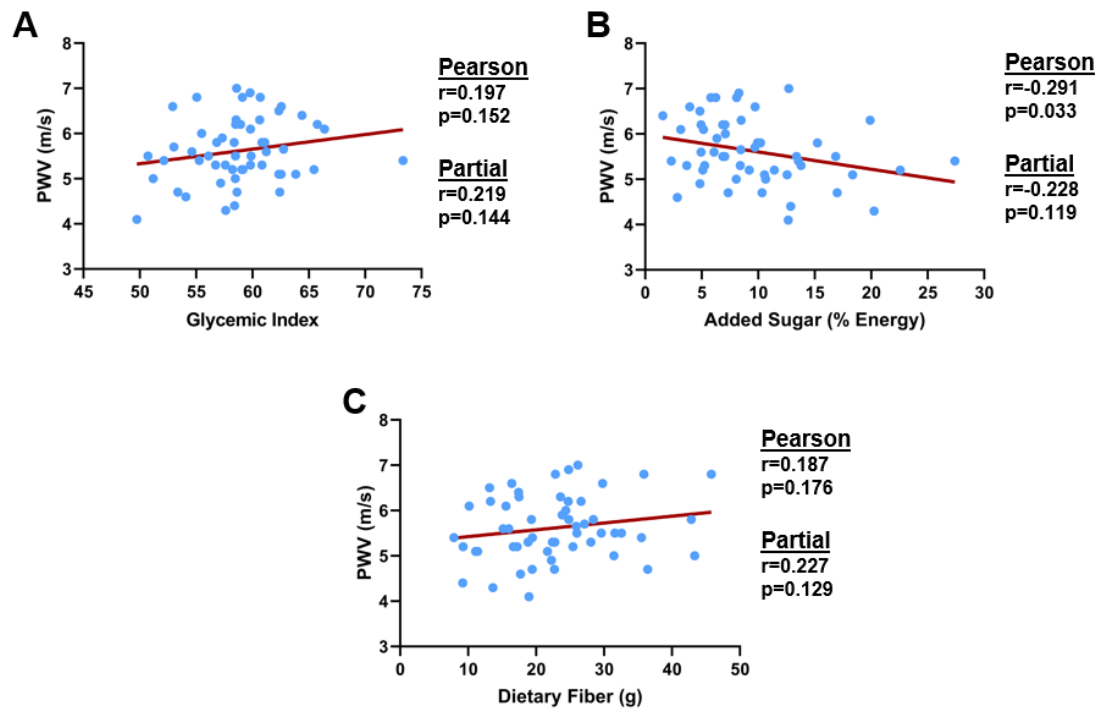 A
PWV (m/s)
8
7
6
5
4
3
45 50 55 60 65 70 75
Glycemic Index
Pearson
r=0.197
p=0.152
Partial
r=0.219
p=0.144
B
PWV (m/s)
8
7
6
5
4
3
0 5 10 15 20 25 30
Added Sugar (% Energy)
Pearson
r=-0.291
p=0.033
Partial
r=-0.228
p=0.119
C
PWV (m/s)
8
7
6
5
4
3
0 10 20 30 40 50
Dietary Fiber (g)
Pearson
r=0.187
p=0.176
Partial
r=0.227
p=0.129